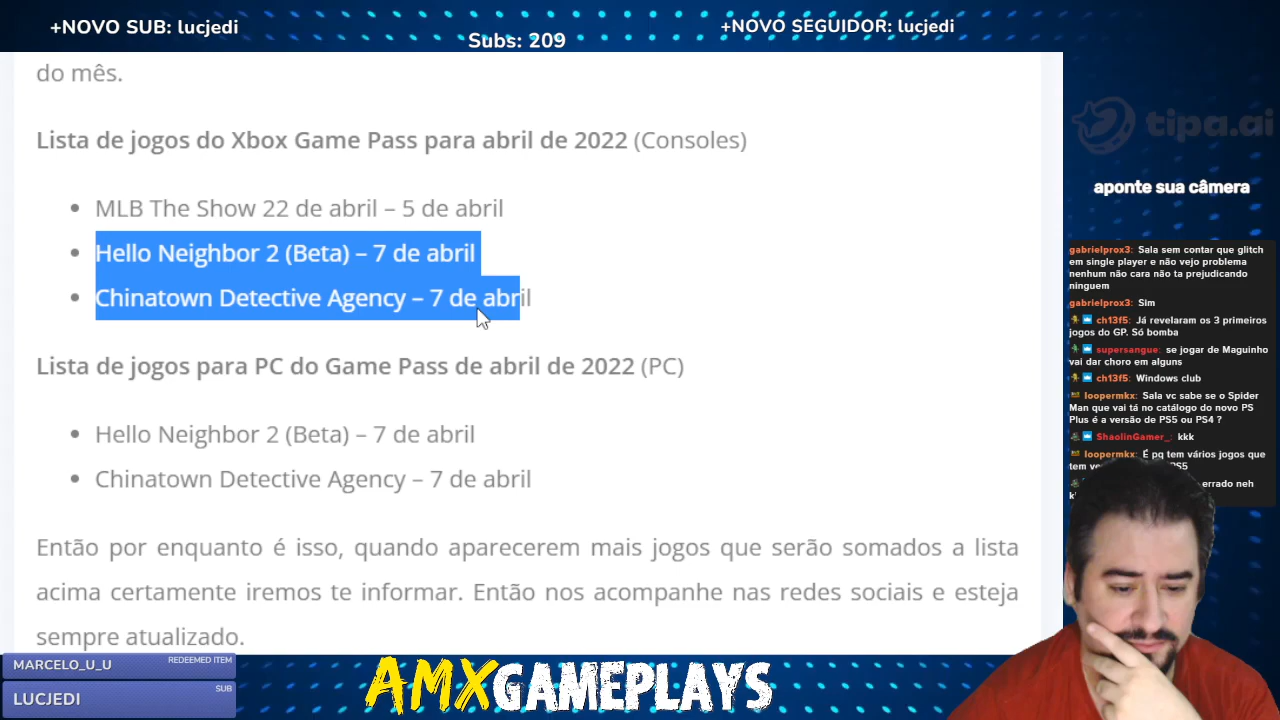 +NOVO SUB: lucjedi
Subs: 209
+NOVO SEGUIDOR: lucjedi
do mês.
Lista de jogos do Xbox Game Pass para abril de 2022 (Consoles)
• MLB The Show 22 de abril – 5 de abril
• Hello Neighbor 2 (Beta) – 7 de abril
• Chinatown Detective Agency – 7 de abril
Lista de jogos para PC do Game Pass de abril de 2022 (PC)
• Hello Neighbor 2 (Beta) – 7 de abril
• Chinatown Detective Agency – 7 de abril
Então por enquanto é isso, quando aparecerem mais jogos que serão somados a lista
acima certamente iremos te informar. Então nos acompanhe nas redes sociais e esteja
sempre atualizado.
tipa.ai
aponte sua câmera
gabrielprox3: Sala sem contar que glitch
em single player e não vejo problema
nenhum não cara não ta prejudicando
ninguem
gabrielprox3: Sim
ch13f5: Já revelaram os 3 primeiros
jogos do GP. Só bomba
supersangue: se jogar de Maguinho
vai dar choro em alguns
ch13f5: Windows club
loopermkx: Sala vc sabe se o Spider
Man que vai tá no catálogo do novo PS
Plus é a versão de PS5 ou PS4 ?
ShaolinGamer_: kkk
loopermkx: É pq tem vários jogos que
tem PS5
errado neh
MARCELO_U_U REDEEMED ITEM
LUCJEDI SUB
AMXGAMEPLAYS